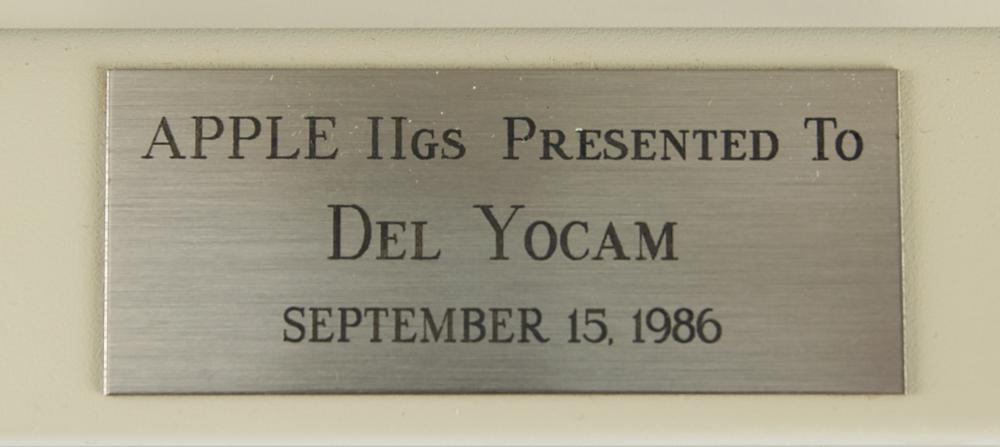 APPLE IIGS PRESENTED TO
DEL YOCAM
SEPTEMBER 15, 1986